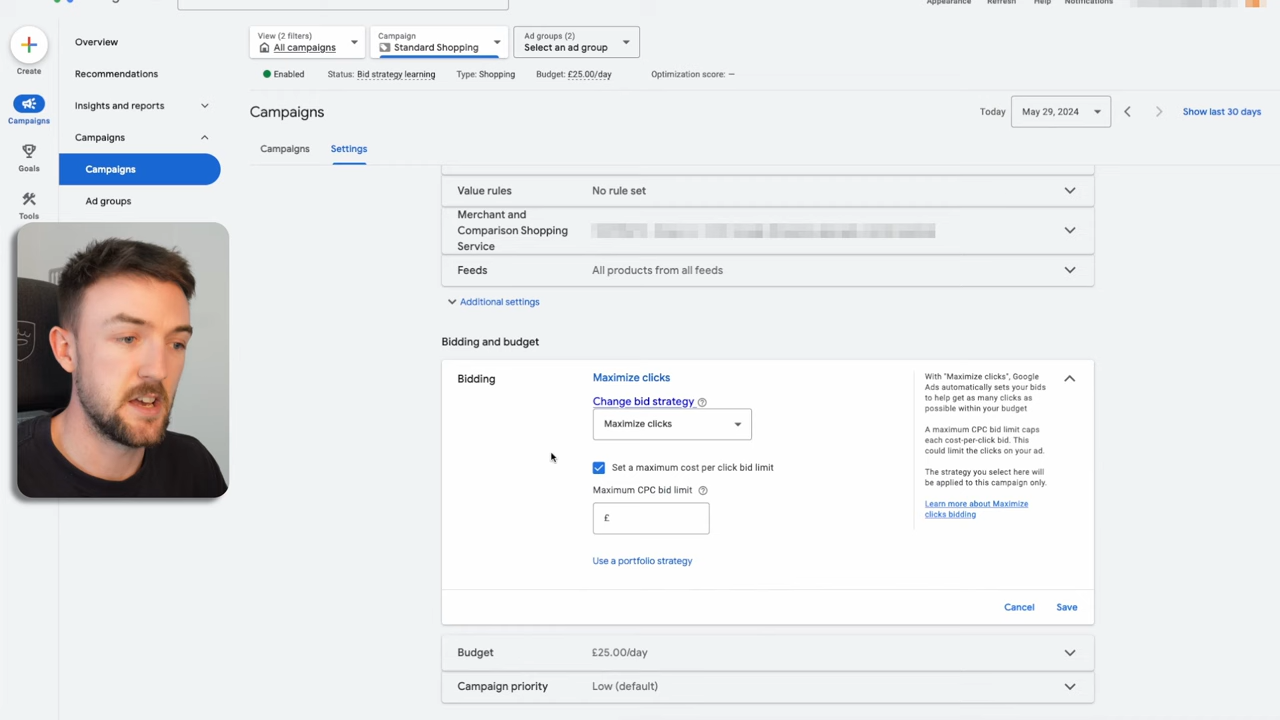 Appearance
Refresh
Help
Notifications
Create
Campaigns
Goals
Tools
Overview
Recommendations
Insights and reports
Campaigns
Campaigns
Ad groups
View (2 filters)
All campaigns
Campaign
Standard Shopping
Ad groups (2)
Select an ad group
Enabled
Status: Bid strategy learning
Type: Shopping
Budget: £25.00/day
Optimization score: –
Campaigns
Today
May 29, 2024
Show last 30 days
Campaigns
Settings
Value rules
No rule set
Merchant and
Comparison Shopping
Service
Feeds
All products from all feeds
Additional settings
Bidding and budget
Bidding
Maximize clicks
Change bid strategy
Maximize clicks
Set a maximum cost per click bid limit
Maximum CPC bid limit
£
Use a portfolio strategy
With "Maximize clicks", Google
Ads automatically sets your bids
to help get as many clicks as
possible within your budget
A maximum CPC bid limit caps
each cost-per-click bid. This
could limit the clicks on your ad.
The strategy you select here will
be applied to this campaign only.
Learn more about Maximize
clicks bidding
Cancel
Save
Budget
£25.00/day
Campaign priority
Low (default)